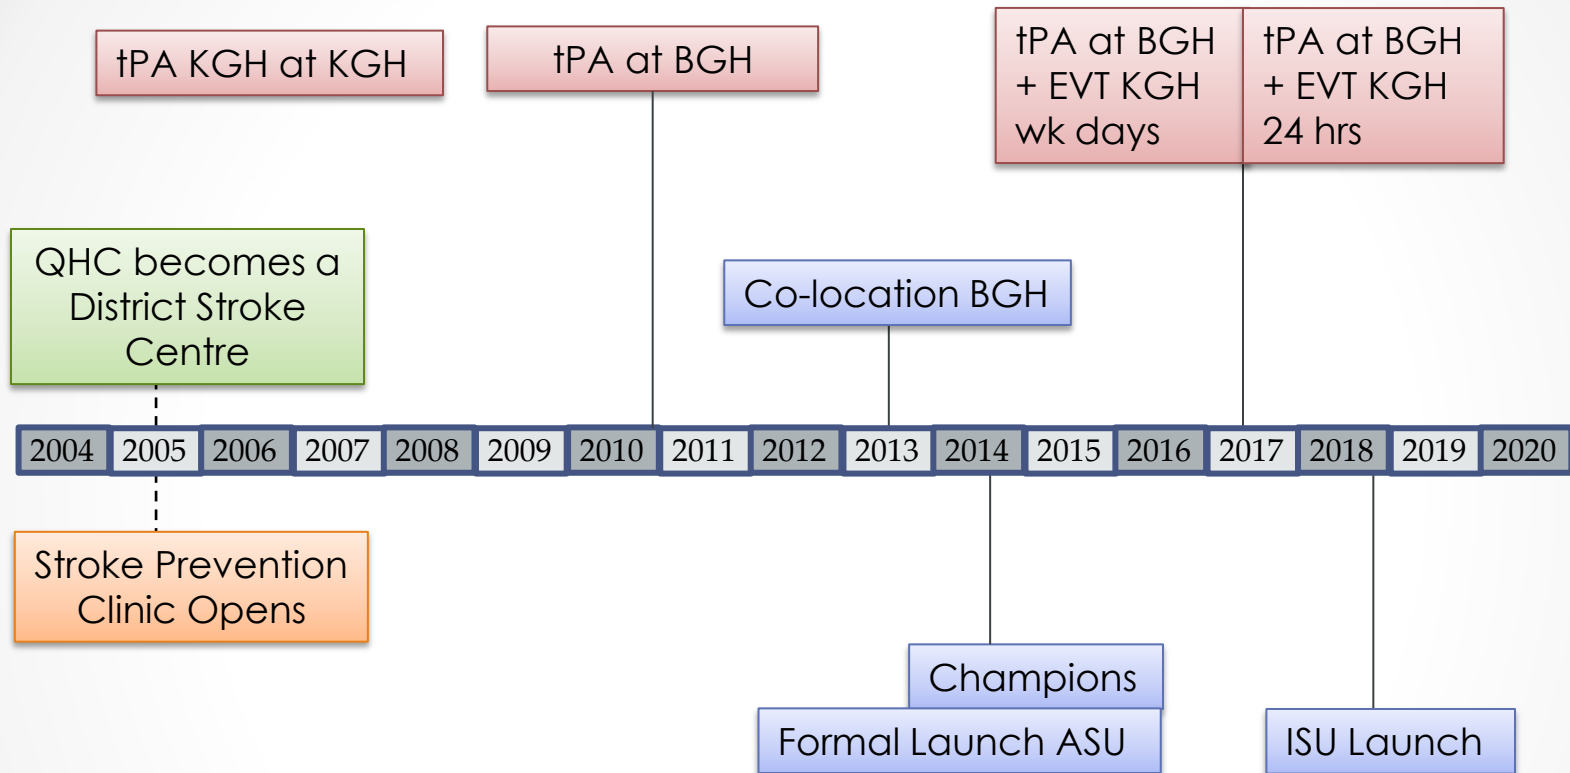 tPA KGH at KGH
tPA at BGH
tPA at BGH
+ EVT KGH
wk days
tPA at BGH
+ EVT KGH
24 hrs
QHC becomes a
District Stroke
Centre
Co-location BGH
2004 2005 2006 2007 2008 2009 2010 2011 2012 2013 2014 2015 2016 2017 2018 2019 2020
Stroke Prevention
Clinic Opens
Champions
Formal Launch ASU
ISU Launch